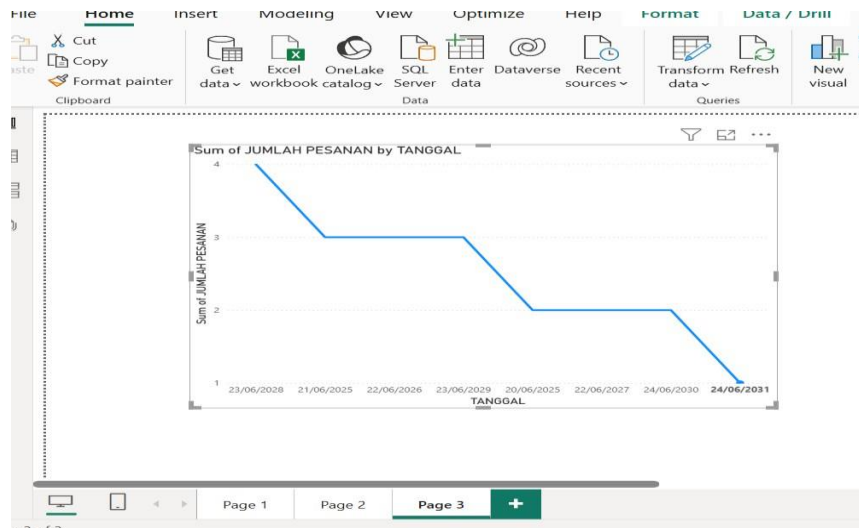 File Home Insert Modeling View Optimize Help Format Data / Drill
Cut
Copy
Format painter
Clipboard
Get data
Excel workbook
OneLake catalog
SQL Server
Enter data
Dataverse
Recent sources
Data
Transform data
Refresh
Queries
New visual
Sum of JUMLAH PESANAN by TANGGAL
4
3
2
1
Sum of JUMLAH PESANAN
23/06/2028 21/06/2025 22/06/2026 23/06/2029 20/06/2025 22/06/2027 24/06/2030 24/06/2031
TANGGAL
Page 1 Page 2 Page 3 +